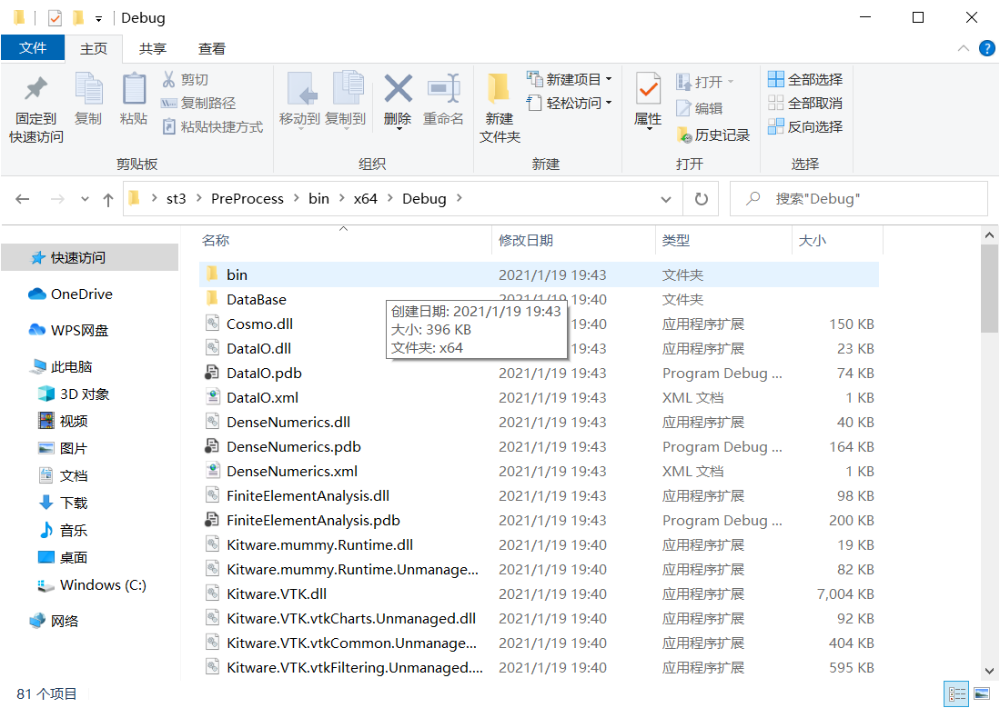 Debug
文件 主页 共享 查看
固定到
快速访问
复制
粘贴
剪切
复制路径
粘贴快捷方式
剪贴板
移动到 复制到 删除 重命名
组织
新建
文件夹
新建项目
轻松访问
新建
属性
打开
编辑
历史记录
打开
全部选择
全部取消
反向选择
选择
st3 > PreProcess > bin > x64 > Debug >
搜索"Debug"
快速访问
OneDrive
WPS网盘
此电脑
3D 对象
视频
图片
文档
下载
音乐
桌面
Windows (C:)
网络
名称 修改日期 类型 大小
bin 2021/1/19 19:43 文件夹
DataBase 2021/1/19 19:40 文件夹
创建日期: 2021/1/19 19:43
大小: 396 KB
文件夹: x64
Cosmo.dll 19:40 应用程序扩展 150 KB
DataIO.dll 19:43 应用程序扩展 23 KB
DataIO.pdb 2021/1/19 19:43 Program Debug ... 74 KB
DataIO.xml 2021/1/19 19:43 XML 文档 1 KB
DenseNumerics.dll 2021/1/19 19:43 应用程序扩展 40 KB
DenseNumerics.pdb 2021/1/19 19:43 Program Debug ... 164 KB
DenseNumerics.xml 2021/1/19 19:43 XML 文档 1 KB
FiniteElementAnalysis.dll 2021/1/19 19:43 应用程序扩展 98 KB
FiniteElementAnalysis.pdb 2021/1/19 19:43 Program Debug ... 200 KB
Kitware.mummy.Runtime.dll 2021/1/19 19:40 应用程序扩展 19 KB
Kitware.mummy.Runtime.Unmanage... 2021/1/19 19:40 应用程序扩展 82 KB
Kitware.VTK.dll 2021/1/19 19:40 应用程序扩展 7,004 KB
Kitware.VTK.vtkCharts.Unmanaged.dll 2021/1/19 19:40 应用程序扩展 92 KB
Kitware.VTK.vtkCommon.Unmanage... 2021/1/19 19:40 应用程序扩展 404 KB
Kitware.VTK.vtkFiltering.Unmanaged.... 2021/1/19 19:40 应用程序扩展 595 KB
81 个项目